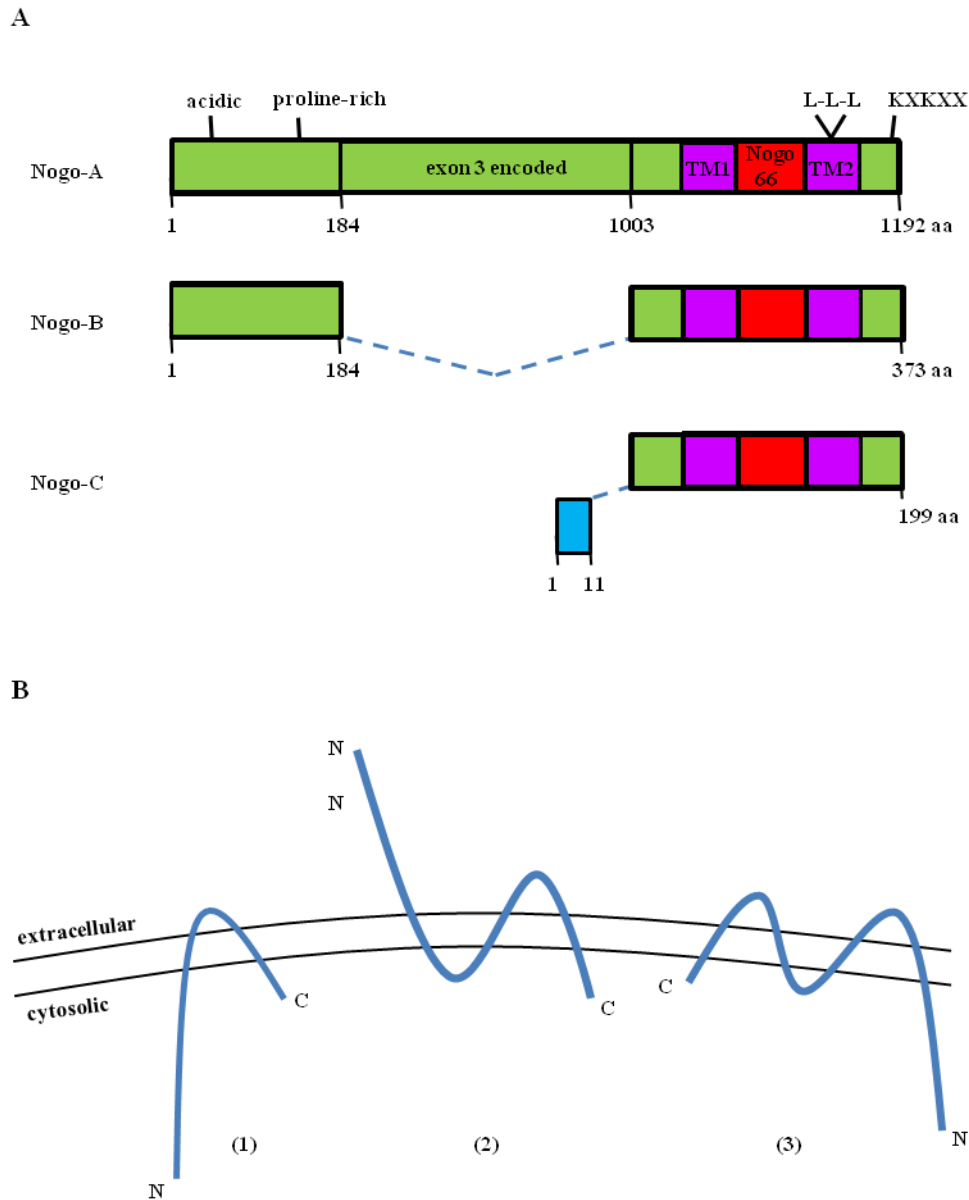 A
acidic proline-rich L-L-L KXKXX
Nogo-A exon 3 encoded TM1 Nogo 66 TM2
1 184 1003 1192 aa
Nogo-B
1 184 373 aa
Nogo-C
199 aa
1 11
B
N
N
extracellular
cytosolic
C C C
(1) (2) (3) N
N